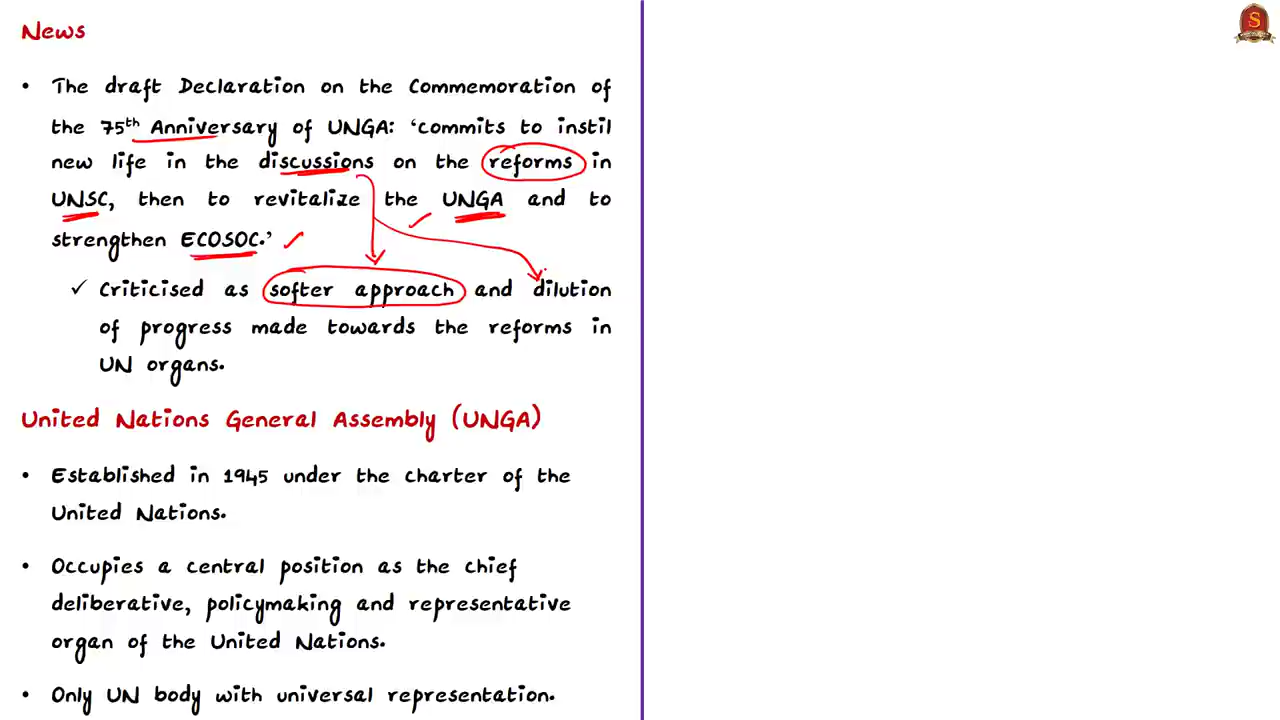 News
• The draft Declaration on the Commemoration of
the 75th Anniversary of UNGA: ‘commits to instil
new life in the discussions on the reforms in
UNSC, then to revitalize the UNGA and to
strengthen ECOSOC.’
✓ Criticised as softer approach and dilution
of progress made towards the reforms in
UN organs.
United Nations General Assembly (UNGA)
• Established in 1945 under the charter of the
United Nations.
• Occupies a central position as the chief
deliberative, policymaking and representative
organ of the United Nations.
• Only UN body with universal representation.
S